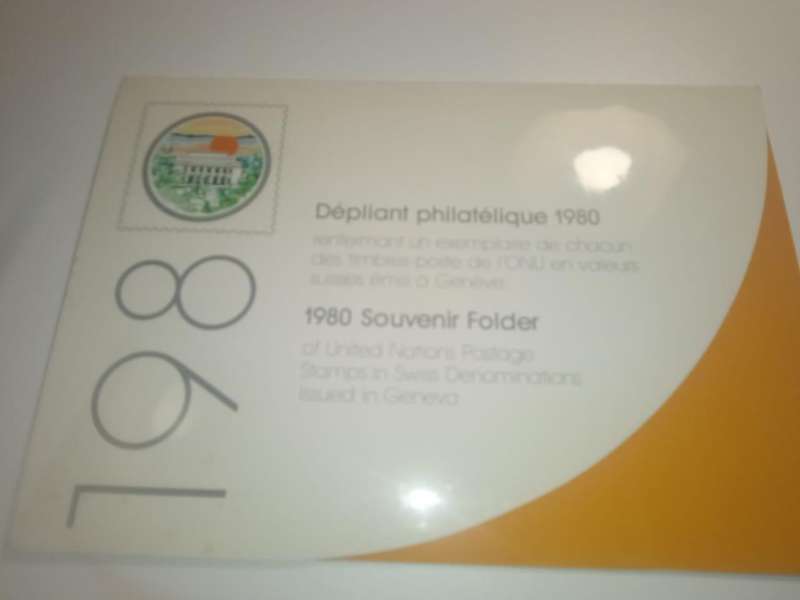 Dépliant philatélique 1980
renfermant un exemplaire de chacun
des timbres-poste de l'ONU en valeurs
suisses émis à Genève
1980 Souvenir Folder
of United Nations Postage
Stamps in Swiss Denominations
issued in Geneva
1980